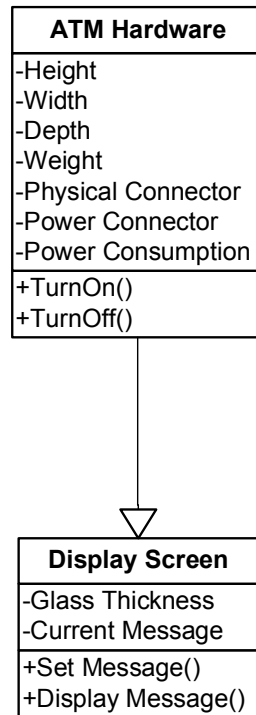 ATM Hardware
-Height
-Width
-Depth
-Weight
-Physical Connector
-Power Connector
-Power Consumption
+TurnOn()
+TurnOff()
Display Screen
-Glass Thickness
-Current Message
+Set Message()
+Display Message()